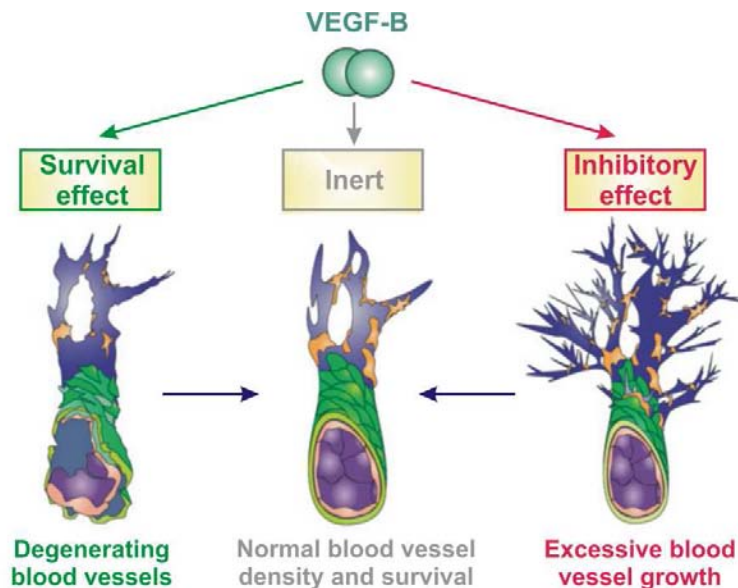 VEGF-B
Survival
effect
Inert
Inhibitory
effect
Degenerating
blood vessels
Normal blood vessel
density and survival
Excessive blood
vessel growth